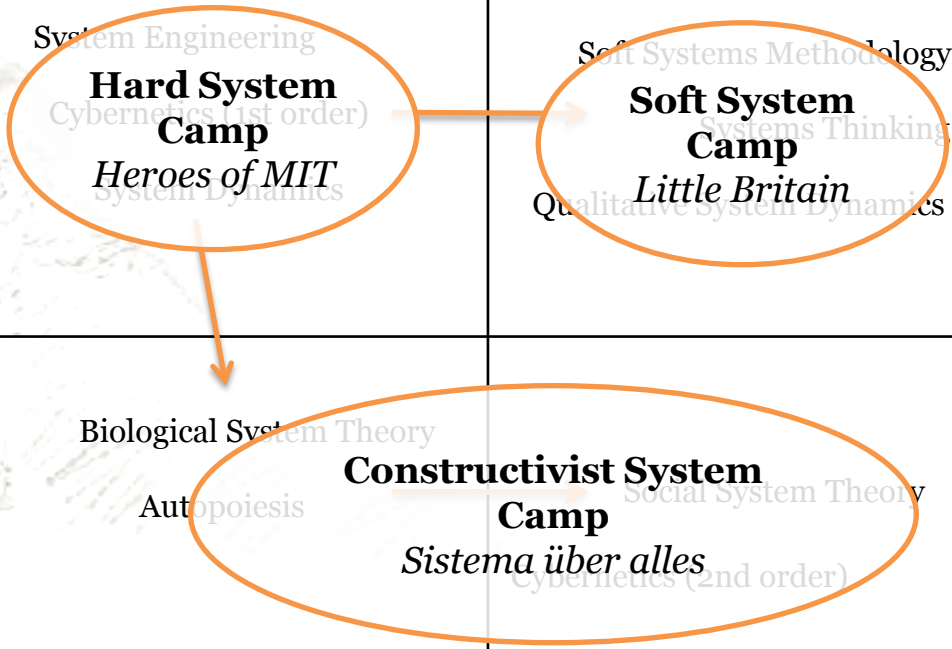 System Engineering
Hard System
Camp
Heroes of MIT
Cybernetics (1st order)
System Dynamics
Soft Systems Methodology
Soft System
Camp
Little Britain
Systems Thinking
Qualitative System Dynamics
Biological System Theory
Autopoiesis
Constructivist System
Camp
Sistema über alles
Social System Theory
Cybernetics (2nd order)